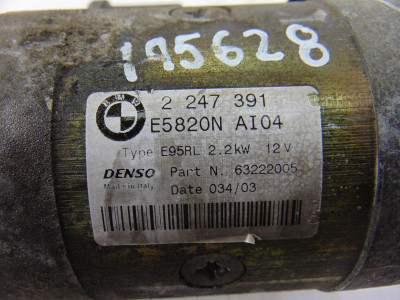 195628
BMW
2 247 391
E5820N AI04
Type E95RL 2.2kW 12V
DENSO Part N. 63222005
Made in Italy Date 034/03